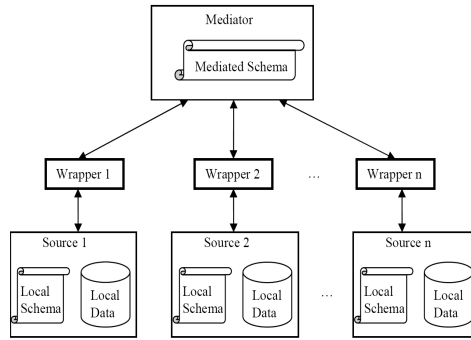 Mediator
Mediated Schema
Wrapper 1
Wrapper 2
...
Wrapper n
Source 1
Source 2
Source n
Local
Schema
Local
Data
Local
Schema
Local
Data
...
Local
Schema
Local
Data